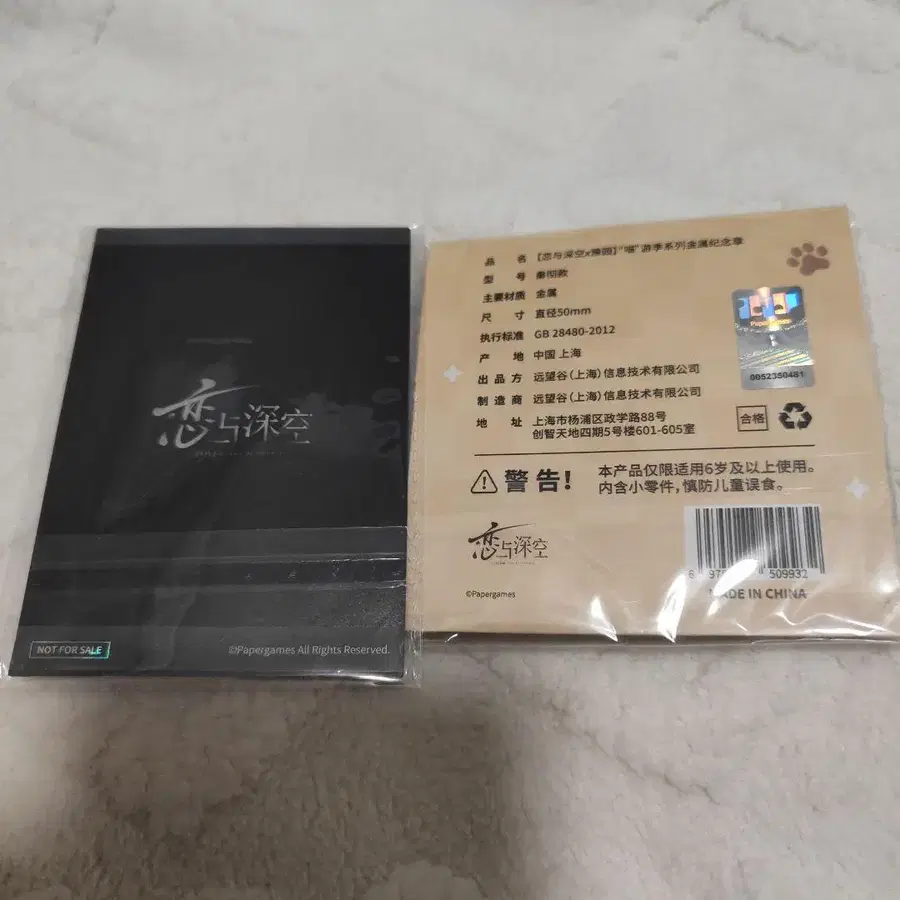 恋与深空
NOT FOR SALE
©Papergames All Rights Reserved.
品 名 【恋与深空x豫园】"喵"游季系列金属纪念章
型 号 秦彻款
主要材质 金属
尺 寸 直径50mm
执行标准 GB 28480-2012
产 地 中国 上海
出 品 方 远望谷(上海)信息技术有限公司
制 造 商 远望谷(上海)信息技术有限公司
地 址 上海市杨浦区政学路88号
创智天地四期5号楼601-605室
Papergames
0052350481
合格
警告! 本产品仅限适用6岁及以上使用。
内含小零件,慎防儿童误食。
恋与深空
©Papergames
509932
MADE IN CHINA